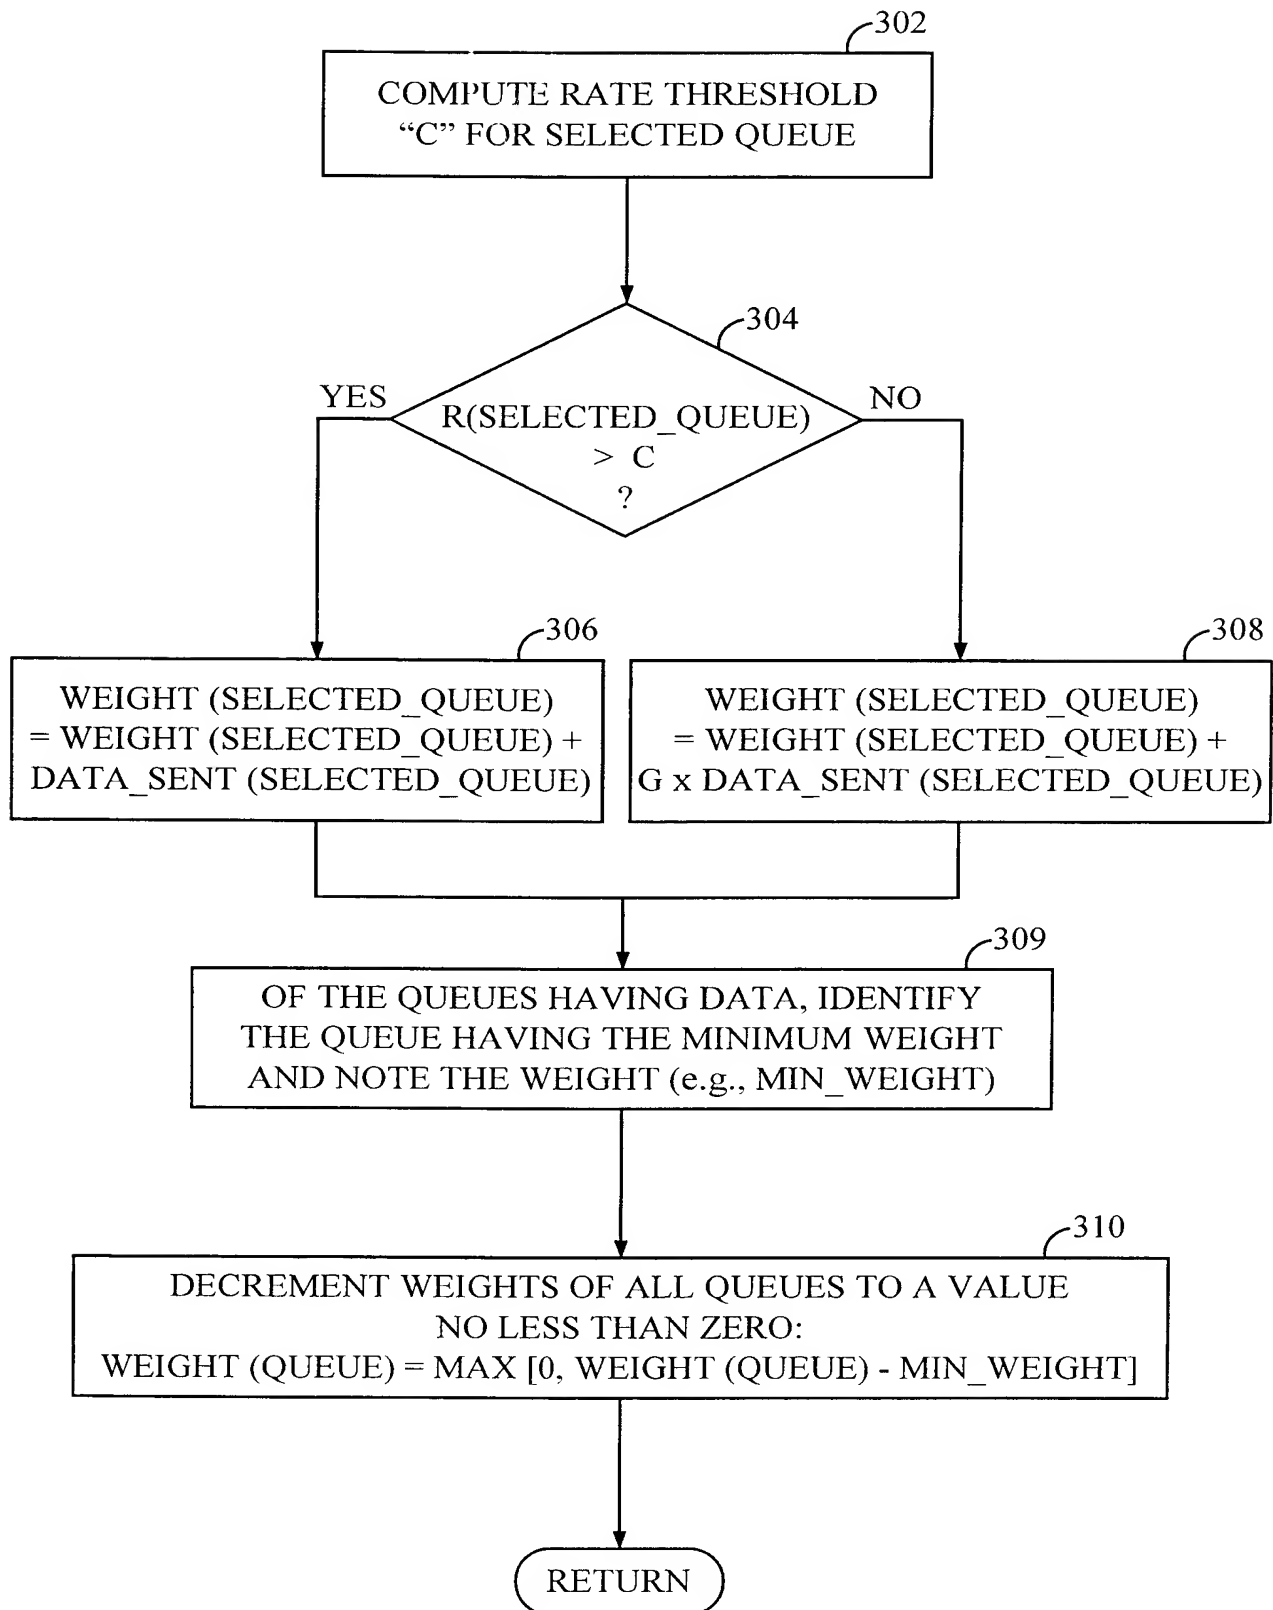 302
COMPUTE RATE THRESHOLD
“C” FOR SELECTED QUEUE
304
YES
NO
R(SELECTED_QUEUE)
> C
?
306
WEIGHT (SELECTED_QUEUE)
= WEIGHT (SELECTED_QUEUE) +
DATA_SENT (SELECTED_QUEUE)
308
WEIGHT (SELECTED_QUEUE)
= WEIGHT (SELECTED_QUEUE) +
G x DATA_SENT (SELECTED_QUEUE)
309
OF THE QUEUES HAVING DATA, IDENTIFY
THE QUEUE HAVING THE MINIMUM WEIGHT
AND NOTE THE WEIGHT (e.g., MIN_WEIGHT)
310
DECREMENT WEIGHTS OF ALL QUEUES TO A VALUE
NO LESS THAN ZERO:
WEIGHT (QUEUE) = MAX [0, WEIGHT (QUEUE) - MIN_WEIGHT]
RETURN